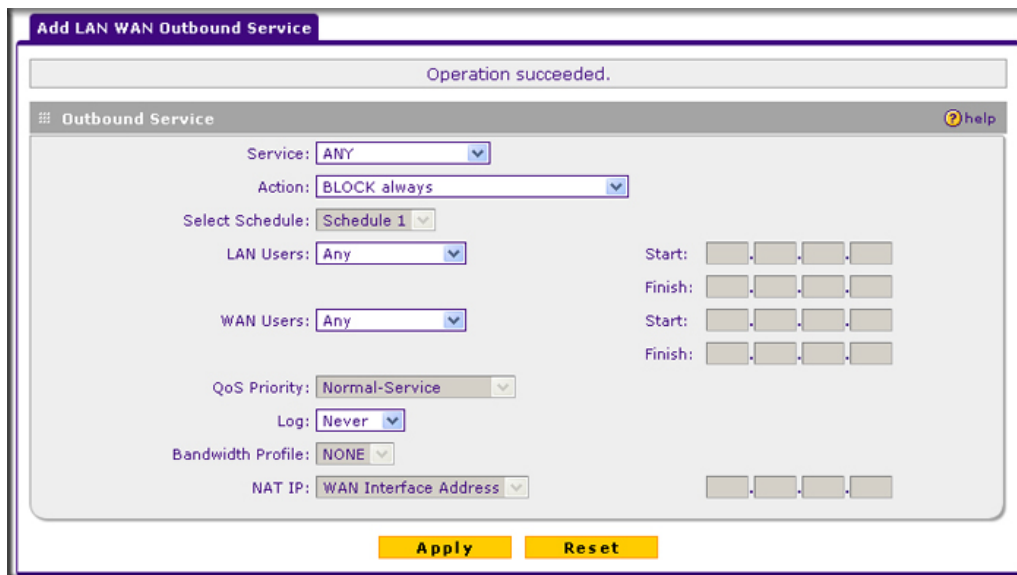 Add LAN WAN Outbound Service
Operation succeeded.
Outbound Service
help
Service: ANY
Action: BLOCK always
Select Schedule: Schedule 1
LAN Users: Any
Start:
Finish:
WAN Users: Any
Start:
Finish:
QoS Priority: Normal-Service
Log: Never
Bandwidth Profile: NONE
NAT IP: WAN Interface Address
Apply
Reset